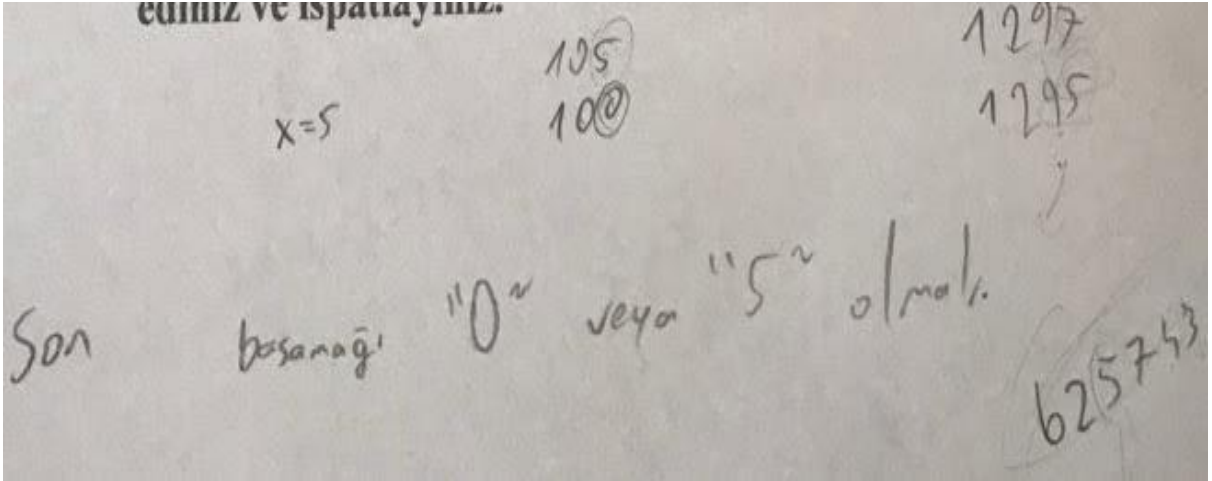 ediniz ve ispatlayınız.
105
1297
x=5
100
1295
Son basamağı "0" veya "5" olmalı.
625743